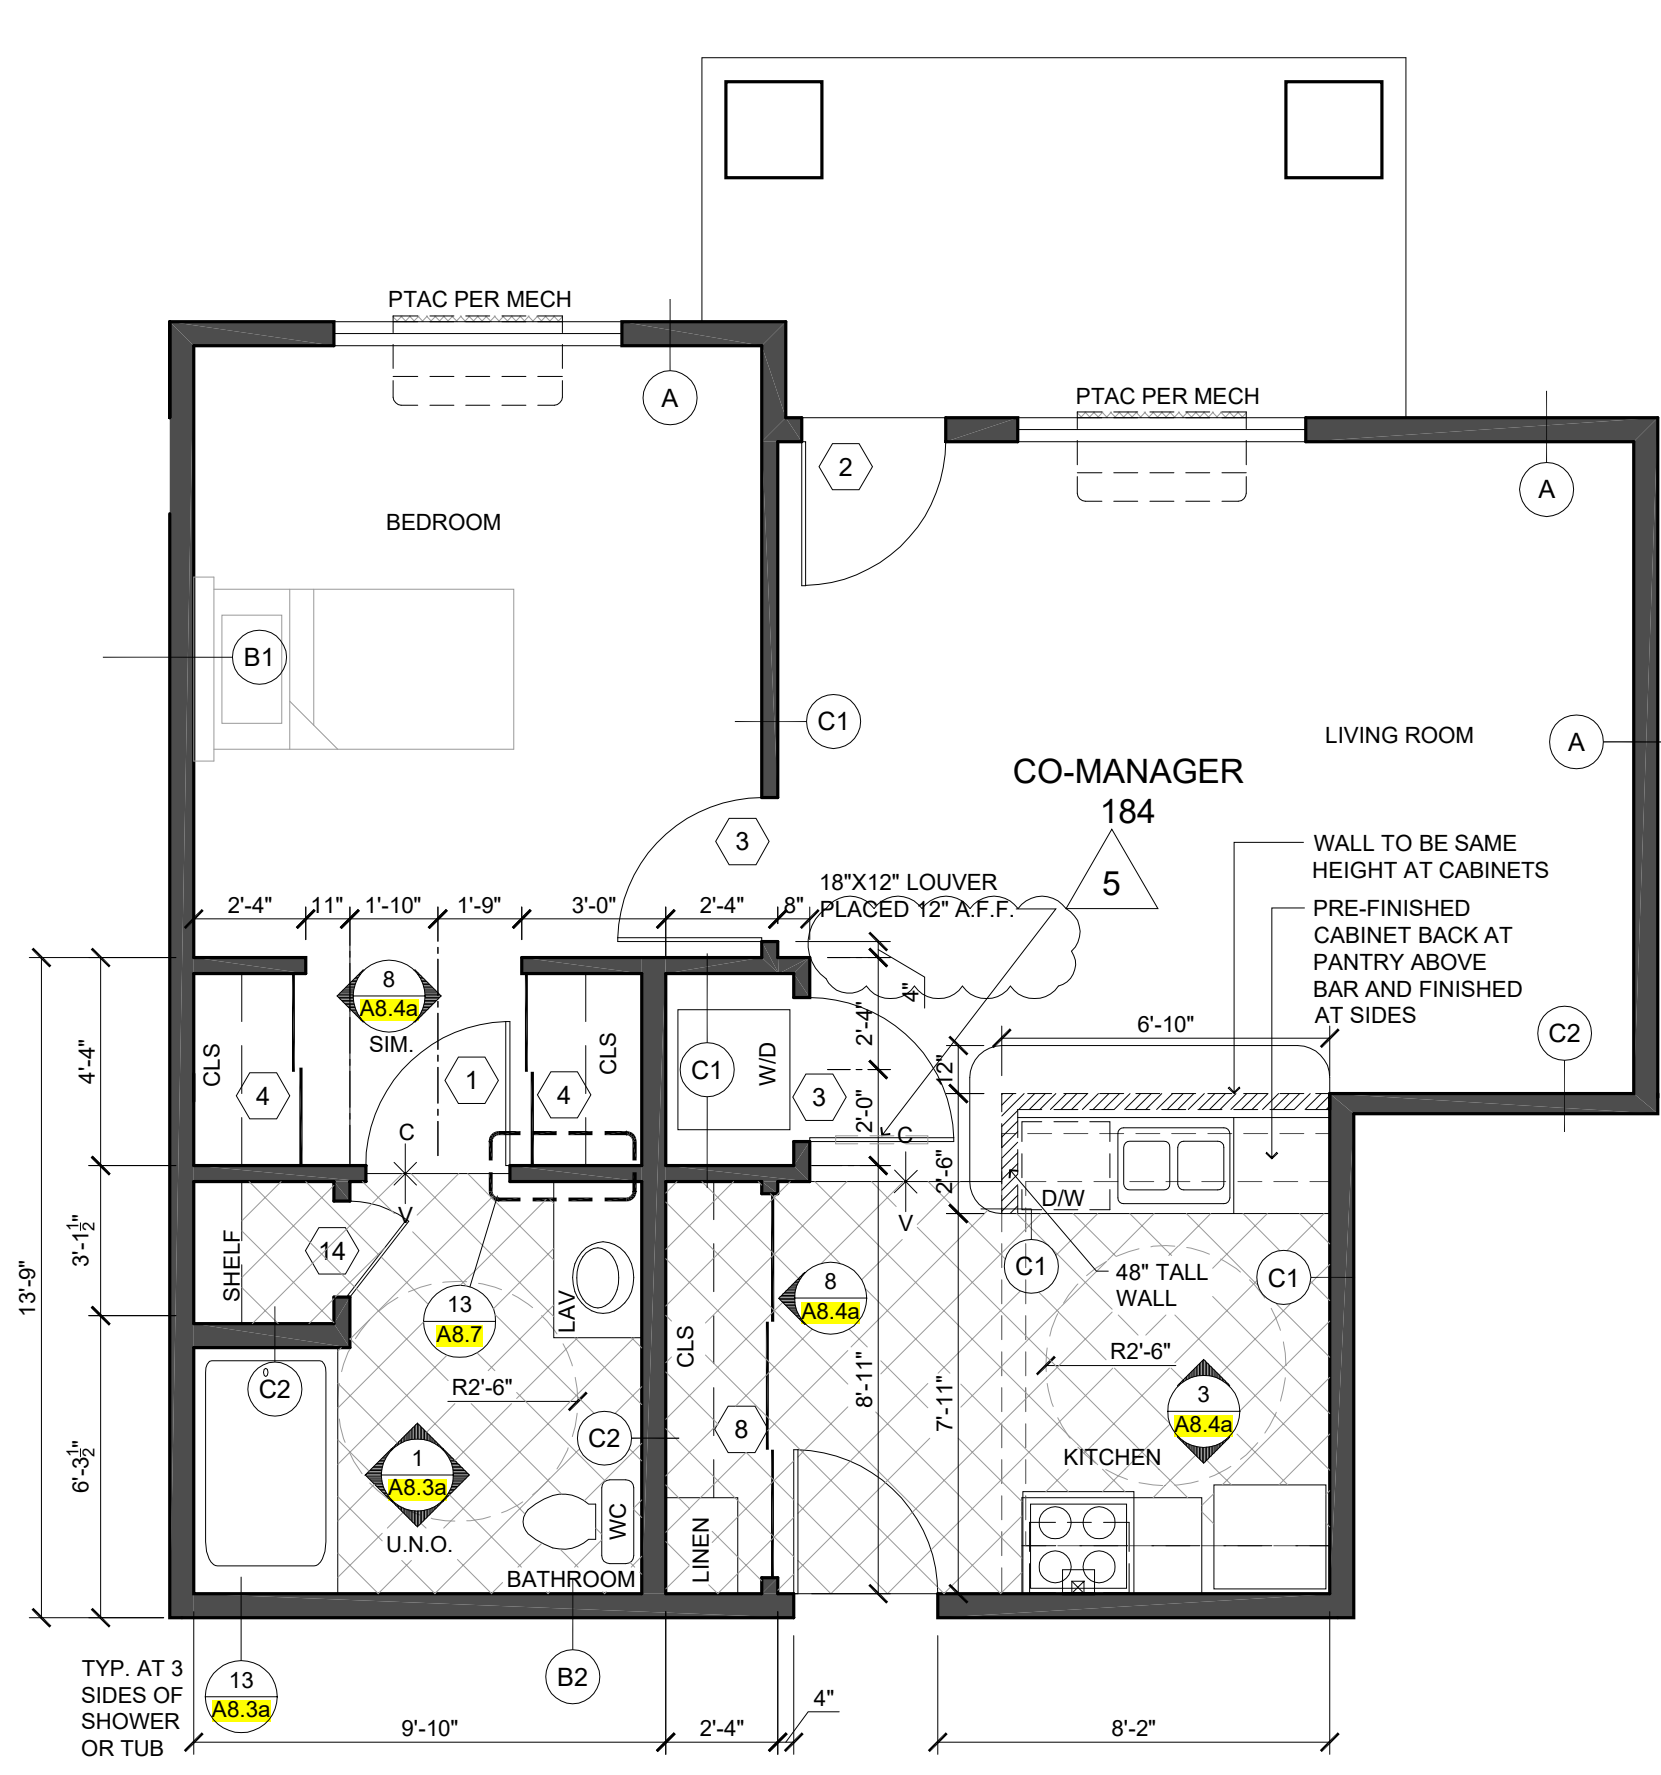 PTAC PER MECH
PTAC PER MECH
A
2
A
BEDROOM
B1
C1
LIVING ROOM
A
CO-MANAGER
184
3
5
WALL TO BE SAME
HEIGHT AT CABINETS
18"X12" LOUVER
PLACED 12" A.F.F.
PRE-FINISHED
CABINET BACK AT
PANTRY ABOVE
BAR AND FINISHED
AT SIDES
2'-4"
11"
1'-10"
1'-9"
3'-0"
2'-4"
8"
8
A8.4a
SIM.
4"
2'-4"
6'-10"
C2
4'-4"
CLS
4
1
4
CLS
C1
W/D
3
2'-0"
12"
C
C
V
V
2'-6"
D/W
C1
48" TALL
WALL
C1
13'-9"
3'-1 1/2"
SHELF
14
13
A8.7
LAV
8
A8.4a
CLS
R2'-6"
R2'-6"
C2
8'-11"
7'-11"
3
A8.4a
6'-3 1/2"
1
A8.3a
U.N.O.
C2
8
KITCHEN
WC
LINEN
BATHROOM
TYP. AT 3
SIDES OF
SHOWER
OR TUB
13
A8.3a
B2
9'-10"
2'-4"
4"
8'-2"